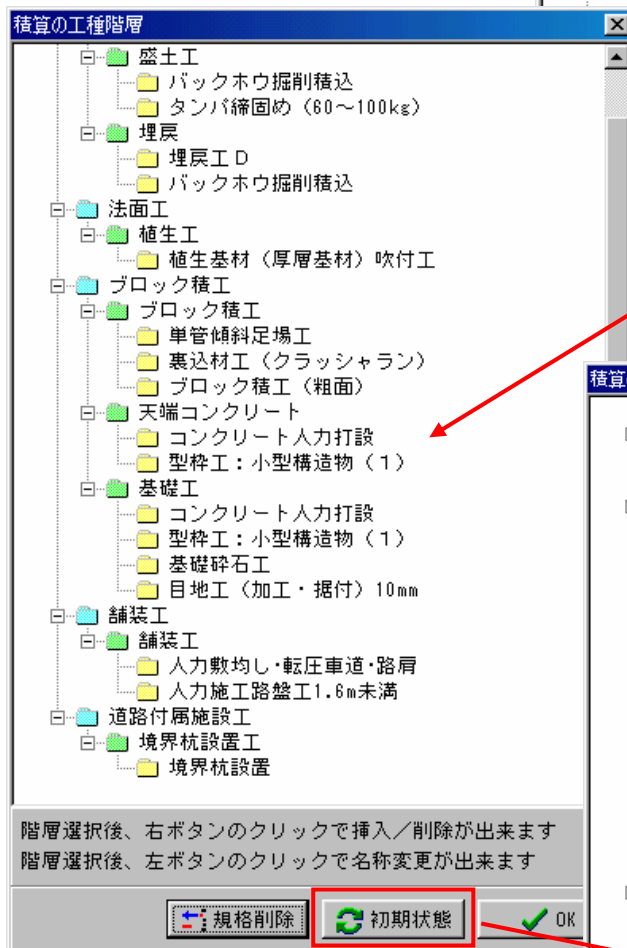 積算の工種階層
盛土工
バックホウ掘削積込
タンパ締固め（60～100kg）
埋戻
埋戻工Ｄ
バックホウ掘削積込
法面工
植生工
植生基材（厚層基材）吹付工
ブロック積工
ブロック積工
単管傾斜足場工
裏込材工（クラッシャラン）
ブロック積工（粗面）
天端コンクリート
コンクリート人力打設
型枠工：小型構造物（１）
基礎工
コンクリート人力打設
型枠工：小型構造物（１）
基礎砕石工
目地工（加工・据付）10mm
舗装工
舗装工
人力敷均し･転圧車道･路肩
人力施工路盤工1.6m未満
道路付属施設工
境界杭設置工
境界杭設置
階層選択後、右ボタンのクリックで挿入／削除が出来ます
階層選択後、左ボタンのクリックで名称変更が出来ます
規格削除 初期状態 OK
積算